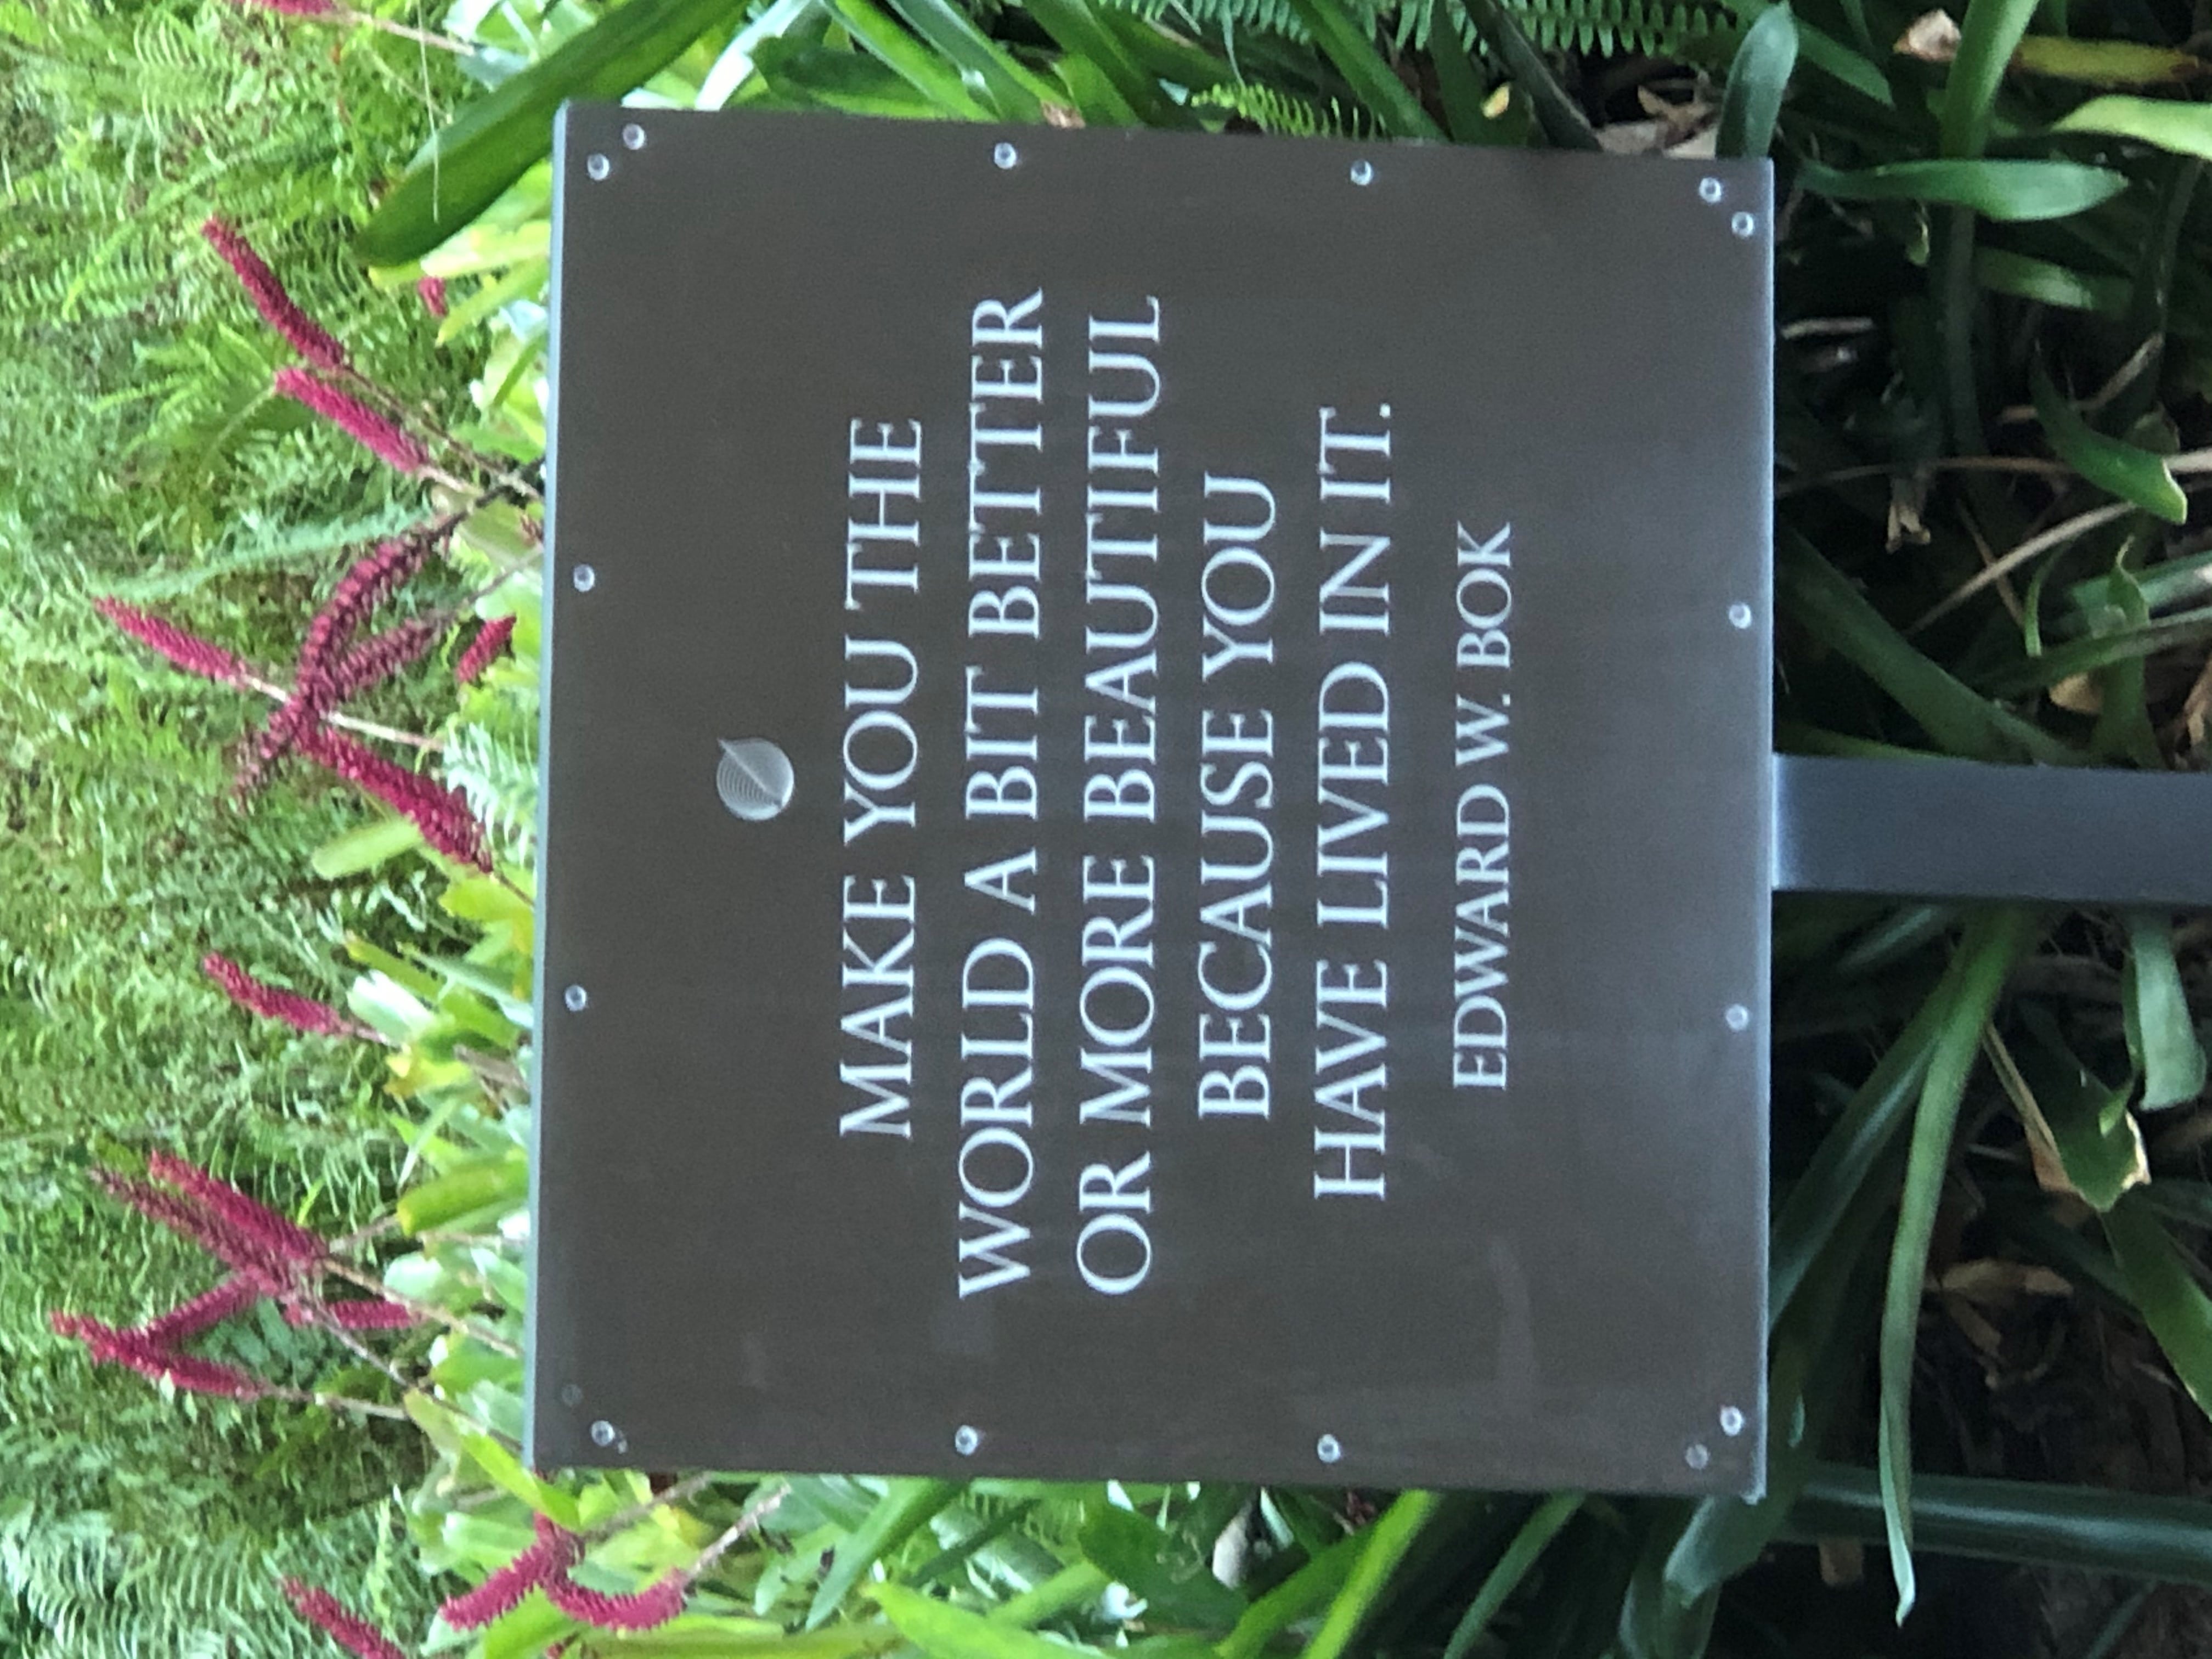 MAKE YOU THE
WORLD A BIT BETTER
OR MORE BEAUTIFUL
BECAUSE YOU
HAVE LIVED IN IT.
EDWARD W. BOK